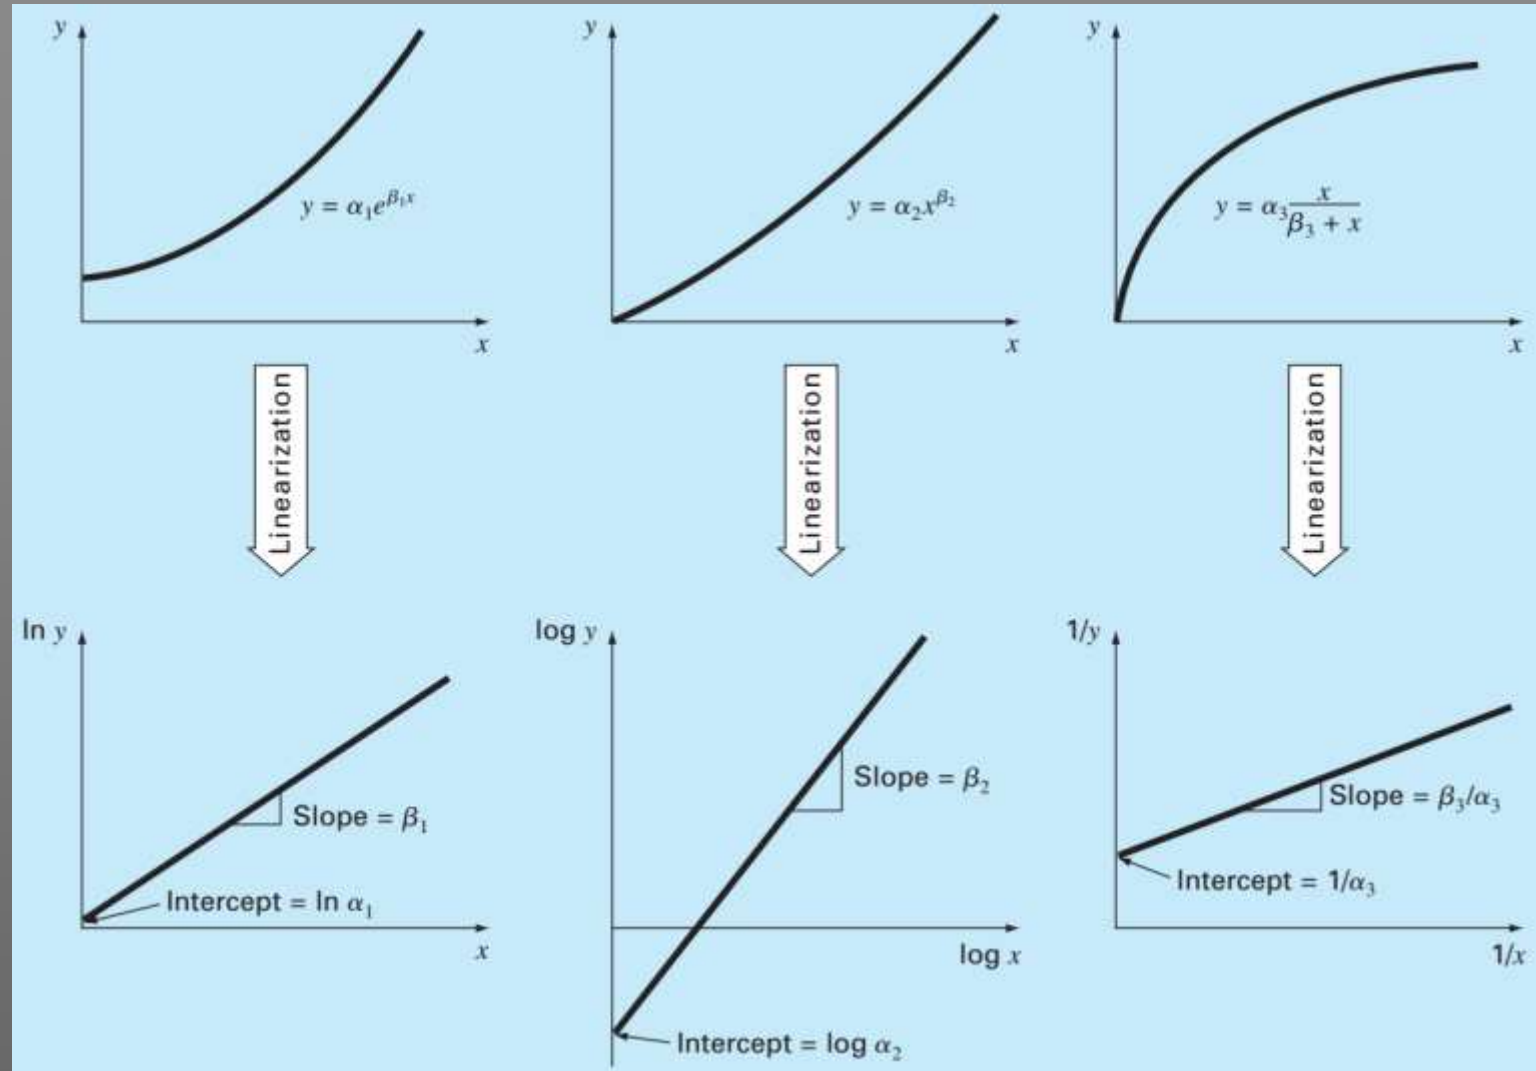 y
y = α₁e^{β₁x}
x
y
y = α₂x^{β₂}
x
y
y = α₃ x / (β₃ + x)
x
Linearization
Linearization
Linearization
ln y
Slope = β₁
Intercept = ln α₁
x
log y
Slope = β₂
log x
Intercept = log α₂
1/y
Slope = β₃/α₃
Intercept = 1/α₃
1/x